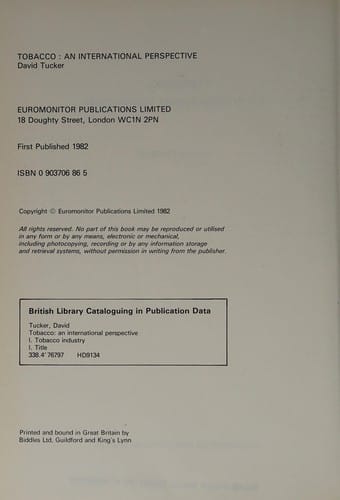 TOBACCO : AN INTERNATIONAL PERSPECTIVE
David Tucker
EUROMONITOR PUBLICATIONS LIMITED
18 Doughty Street, London WC1N 2PN
First Published 1982
ISBN 0 903706 86 5
Copyright © Euromonitor Publications Limited 1982
All rights reserved. No part of this book may be reproduced or utilised
in any form or by any means, electronic or mechanical,
including photocopying, recording or by any information storage
and retrieval systems, without permission in writing from the publisher.
British Library Cataloguing in Publication Data
Tucker, David
Tobacco: an international perspective
I. Tobacco industry
I. Title
338.4'76797 HD9134
Printed and bound in Great Britain by
Biddles Ltd. Guildford and King's Lynn